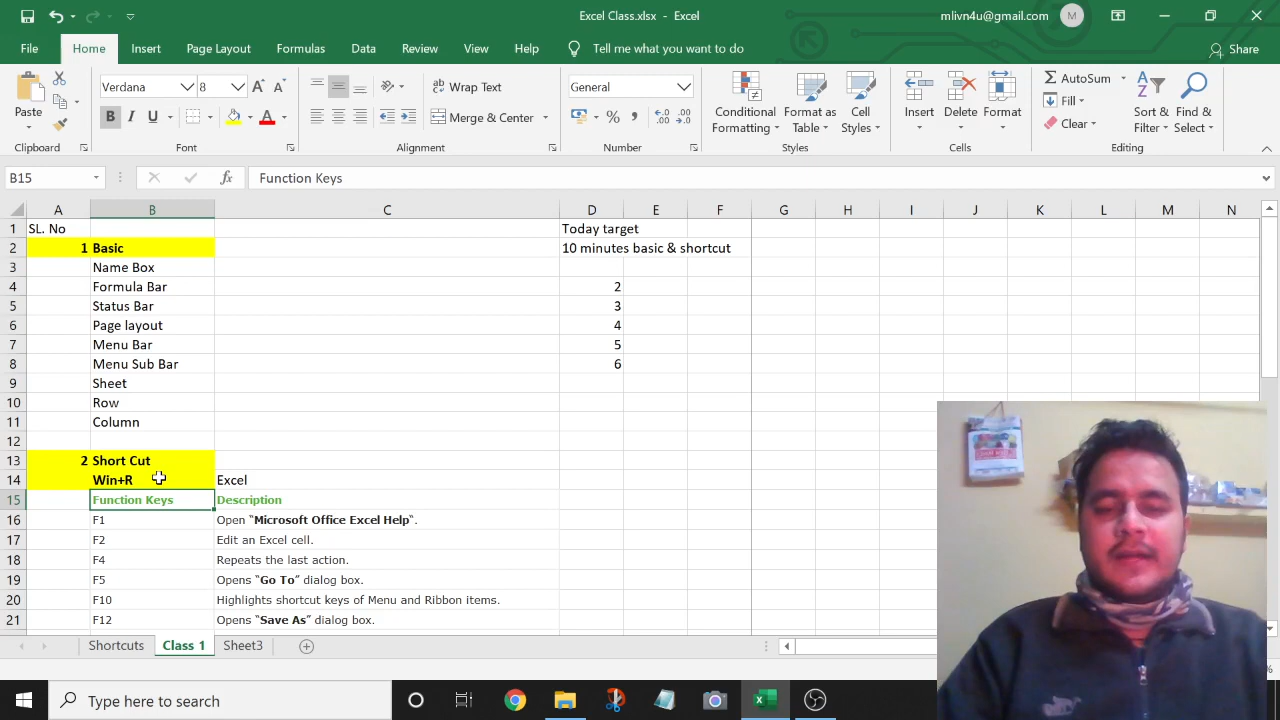 Excel Class.xlsx - Excel
mlivn4u@gmail.com
M
File Home Insert Page Layout Formulas Data Review View Help Tell me what you want to do Share
Paste
Clipboard
Verdana 8
B I U
Font
Wrap Text
Merge & Center
Alignment
General
Number
Conditional Formatting
Format as Table
Cell Styles
Styles
Insert Delete Format
Cells
AutoSum
Fill
Clear
Sort & Filter
Find & Select
Editing
B15 fx Function Keys
A B C D E F G H I J K L M N
1 SL. No Today target
2 1 Basic 10 minutes basic & shortcut
3 Name Box
4 Formula Bar 2
5 Status Bar 3
6 Page layout 4
7 Menu Bar 5
8 Menu Sub Bar 6
9 Sheet
10 Row
11 Column
12
13 2 Short Cut
14 Win+R Excel
15 Function Keys Description
16 F1 Open “Microsoft Office Excel Help“.
17 F2 Edit an Excel cell.
18 F4 Repeats the last action.
19 F5 Opens “Go To” dialog box.
20 F10 Highlights shortcut keys of Menu and Ribbon items.
21 F12 Opens “Save As” dialog box.
Shortcuts Class 1 Sheet3
%
Type here to search